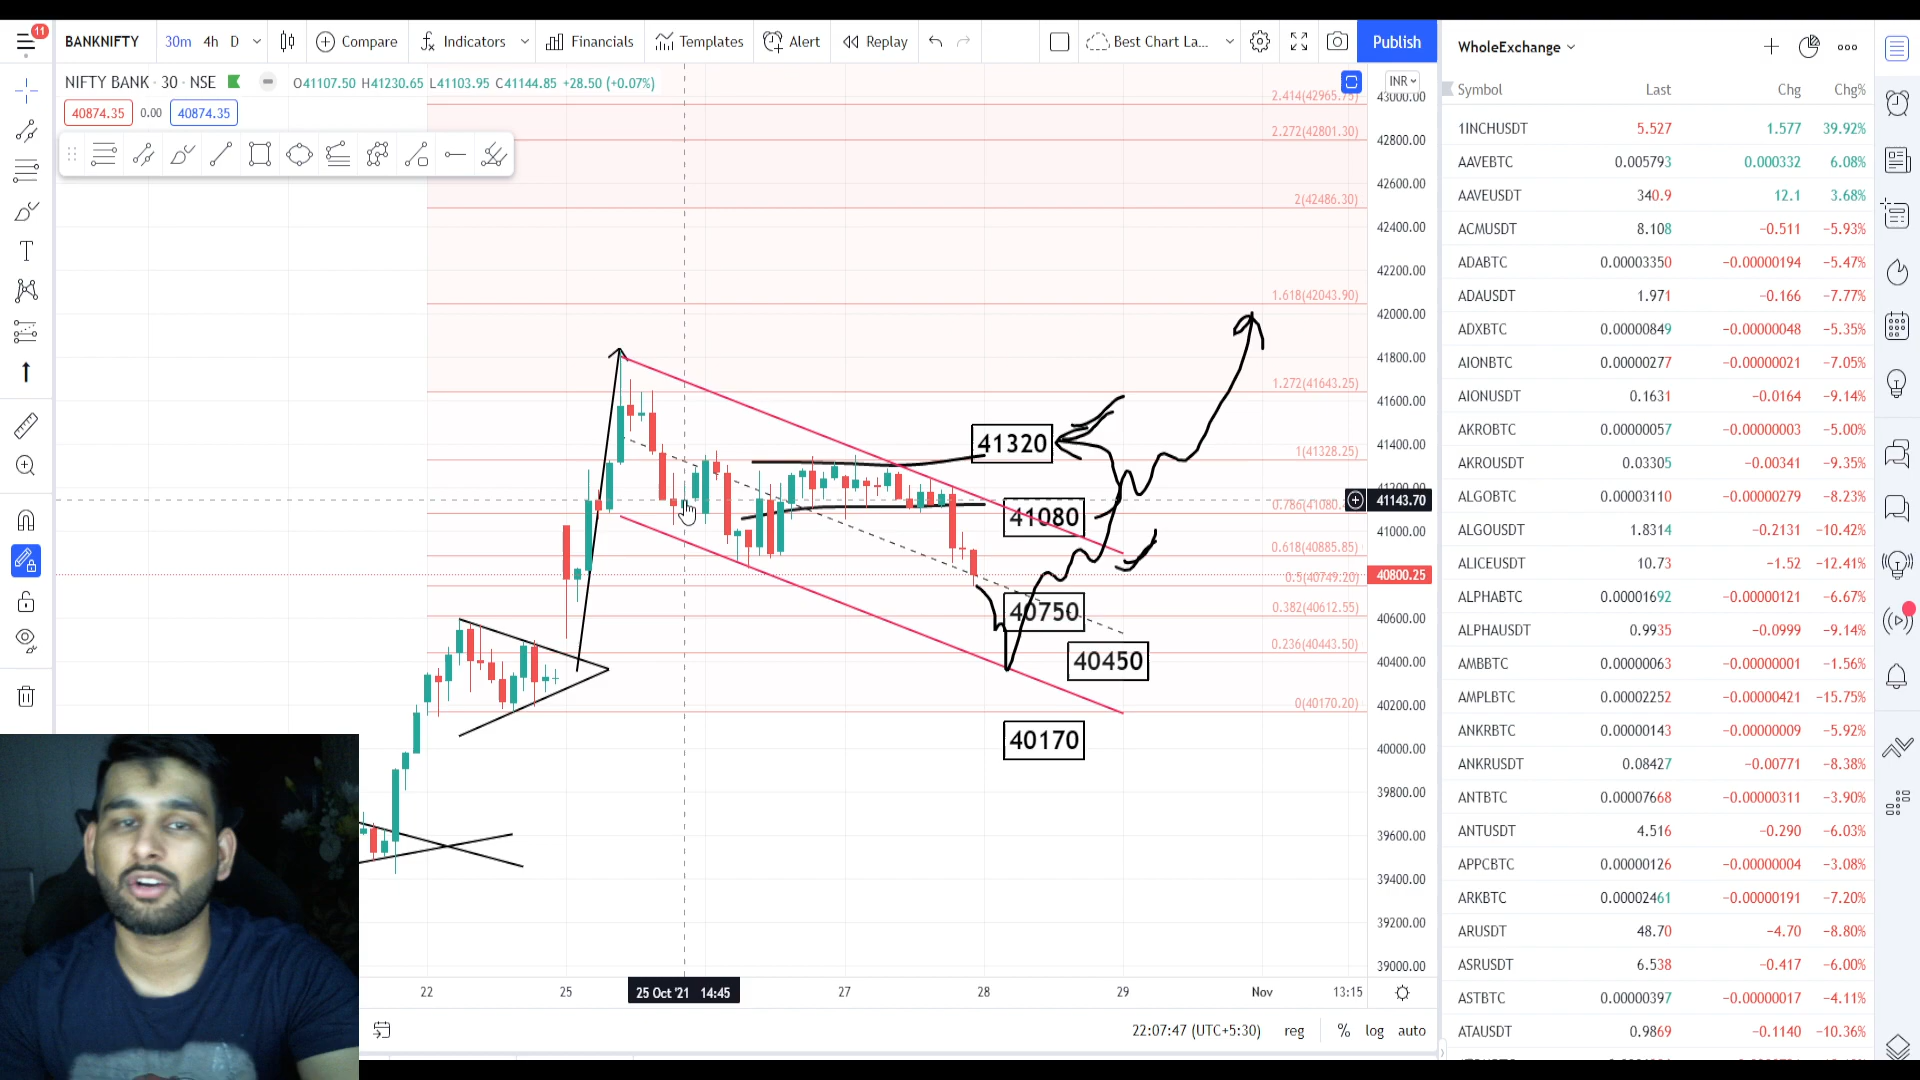 11
BANKNIFTY 30m 4h D Compare Indicators Financials Templates Alert Replay Best Chart La... Publish
NIFTY BANK · 30 · NSE O41107.50 H41230.65 L41103.95 C41144.85 +28.50 (+0.07%)
40874.35 0.00 40874.35
INR
43000.00
42800.00
42600.00
42400.00
42200.00
42000.00
41800.00
41600.00
41400.00
41143.70
41000.00
40800.25
40600.00
40400.00
40200.00
40000.00
39800.00
39600.00
39400.00
39200.00
39000.00
2.414(42965.75)
2.272(42801.30)
2(42486.30)
1.618(42043.90)
1.272(41643.25)
1(41328.25)
0.618(40885.85)
0.5(40749.20)
0.382(40612.55)
0.236(40443.50)
0(40170.20)
41320
41080
40750
40450
40170
22 25 25 Oct '21 14:45 27 28 29 Nov 13:15
22:07:47 (UTC+5:30) reg % log auto
WholeExchange
Symbol Last Chg Chg%
1INCHUSDT 5.527 1.577 39.92%
AAVEBTC 0.005793 0.000332 6.08%
AAVEUSDT 340.9 12.1 3.68%
ACMUSDT 8.108 −0.511 −5.93%
ADABTC 0.00003350 −0.00000194 −5.47%
ADAUSDT 1.971 −0.166 −7.77%
ADXBTC 0.00000849 −0.00000048 −5.35%
AIONBTC 0.00000277 −0.00000021 −7.05%
AIONUSDT 0.1631 −0.0164 −9.14%
AKROBTC 0.00000057 −0.00000003 −5.00%
AKROUSDT 0.03305 −0.00341 −9.35%
ALGOBTC 0.00003110 −0.00000279 −8.23%
ALGOUSDT 1.8314 −0.2131 −10.42%
ALICEUSDT 10.73 −1.52 −12.41%
ALPHABTC 0.00001692 −0.00000121 −6.67%
ALPHAUSDT 0.9935 −0.0999 −9.14%
AMBBTC 0.00000063 −0.00000001 −1.56%
AMPLBTC 0.00002252 −0.00000421 −15.75%
ANKRBTC 0.00000143 −0.00000009 −5.92%
ANKRUSDT 0.08427 −0.00771 −8.38%
ANTBTC 0.00007668 −0.00000311 −3.90%
ANTUSDT 4.516 −0.290 −6.03%
APPCBTC 0.00000126 −0.00000004 −3.08%
ARKBTC 0.00002461 −0.00000191 −7.20%
ARUSDT 48.70 −4.70 −8.80%
ASRUSDT 6.538 −0.417 −6.00%
ASTBTC 0.00000397 −0.00000017 −4.11%
ATAUSDT 0.9869 −0.1140 −10.36%